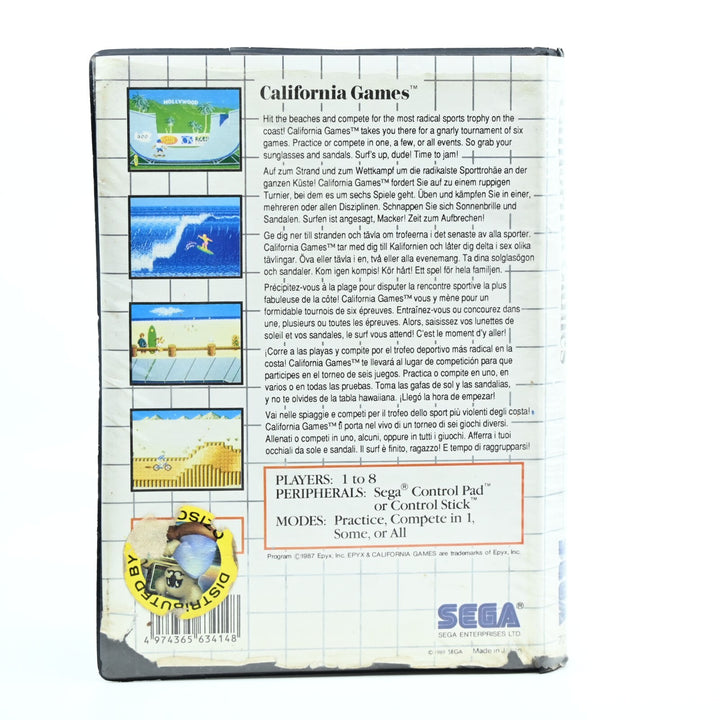 California Games™
Hit the beaches and compete for the most radical sports trophy on the
coast! California Games™ takes you there for a gnarly tournament of six
games. Practice or compete in one, a few, or all events. So grab your
sunglasses and sandals. Surf's up, dude! Time to jam!
Auf zum Strand und zum Wettkampf um die radikalste Sporttrohäe an der
ganzen Küste! California Games™ fordert Sie auf zu einem ruppigen
Turnier, bei dem es um sechs Spiele geht. Üben und kämpfen Sie in einer,
mehreren oder allen Disziplinen. Schnappen Sie sich Sonnenbrille und
Sandalen. Surfen ist angesagt, Macker! Zeit zum Aufbrechen!
Ge dig ner till stranden och tävla om trofeerna i det senaste av alla sporter.
California Games™ tar med dig till Kalifornien och låter dig delta i sex olika
tävlingar. Öva eller tävla i en, två eller alla evenemang. Ta dina solglasögon
och sandaler. Kom igen kompis! Kör hårt! Ett spel för hela familjen.
Précipitez-vous à la plage pour disputer la rencontre sportive la plus
fabuleuse de la côte! California Games™ vous y mène pour un
formidable tournois de six épreuves. Entraînez-vous ou concourez dans
une, plusieurs ou toutes les épreuves. Alors, saisissez vos lunettes de
soleil et vos sandales, le surf vous attend! C'est le moment d'y aller!
¡Corre a las playas y compite por el trofeo deportivo más radical en la
costa! California Games™ te llevará al lugar de competición para que
participes en el torneo de seis juegos. Practica o compite en uno, en
varios o en todas las pruebas. Toma las gafas de sol y las sandalias,
y no te olvides de la tabla hawaiiana. ¡Llegó la hora de empezar!
Vai nelle spiaggie e competi per il trofeo dello sport più violenti degli costa!
California Games™ ti porta nel vivo di un torneo di sei giochi diversi.
Allenati o competi in uno, alcuni, oppure in tutti i giuochi. Afferra i tuoi
occhiali da sole e sandali. Il surf è finito, ragazzo! E tempo di raggrupparsi!
PLAYERS: 1 to 8
PERIPHERALS: Sega® Control Pad™
or Control Stick™
MODES: Practice, Compete in 1,
Some, or All
Program ©1987 Epyx, Inc. EPYX & CALIFORNIA GAMES are trademarks of Epyx, Inc.
HOLLYWOOD
DISTRIBUTED BY
4 974365 634148
SEGA
SEGA ENTERPRISES LTD.
SEGA Made in